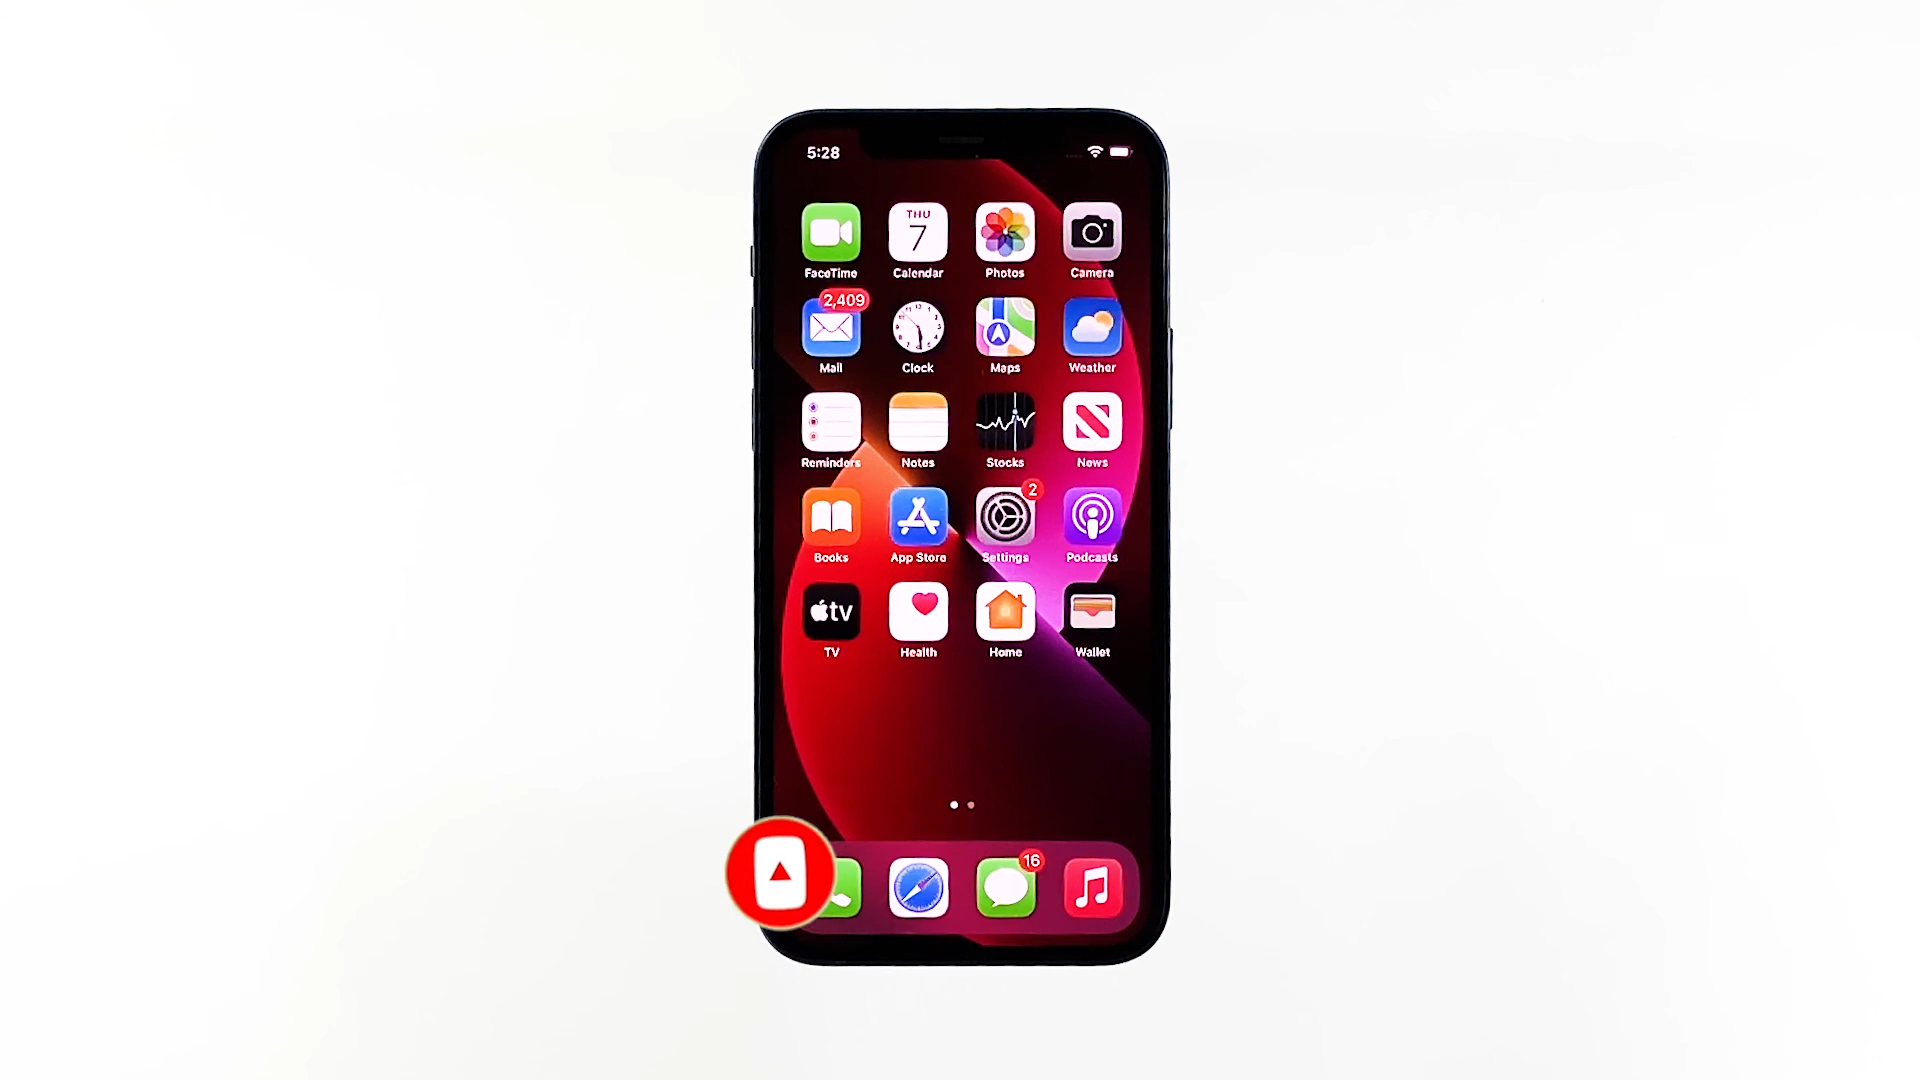 5:28
THU
7
FaceTime Calendar Photos Camera
2,409
Mail Clock Maps Weather
Reminders Notes Stocks News
2
Books App Store Settings Podcasts
tv
TV Health Home Wallet
16